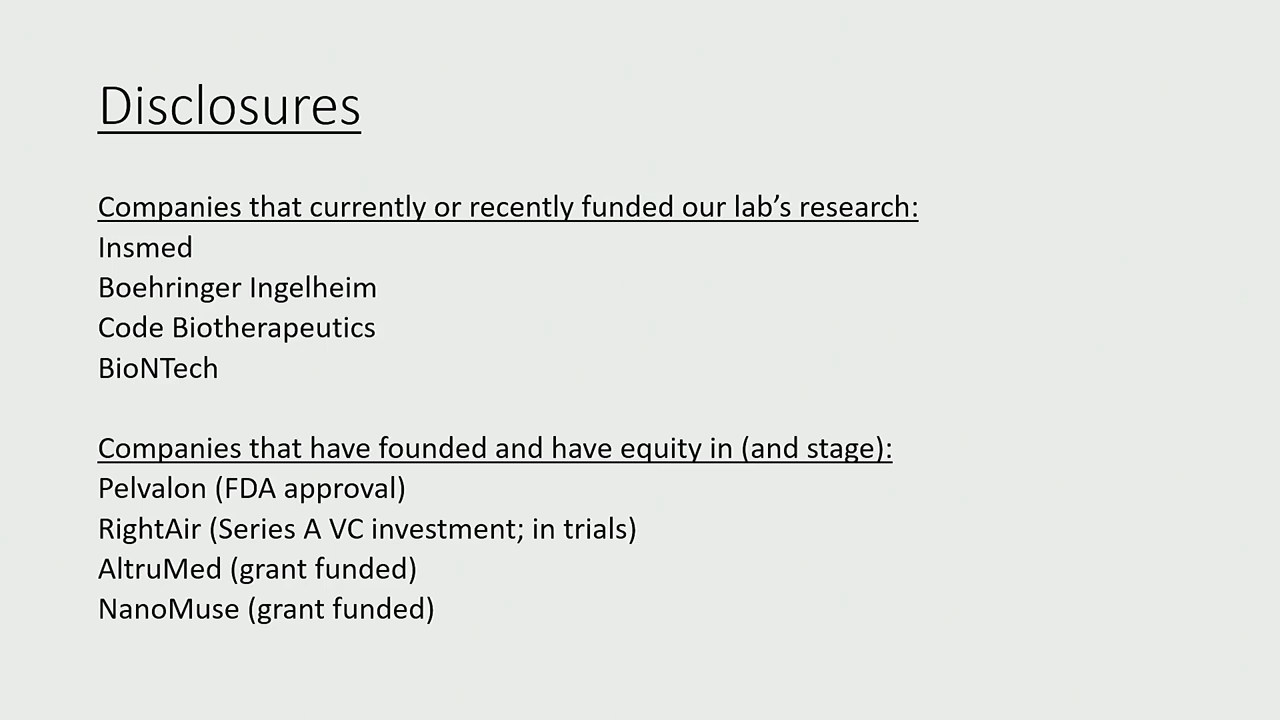 Disclosures
Companies that currently or recently funded our lab’s research:
Insmed
Boehringer Ingelheim
Code Biotherapeutics
BioNTech
Companies that have founded and have equity in (and stage):
Pelvalon (FDA approval)
RightAir (Series A VC investment; in trials)
AltruMed (grant funded)
NanoMuse (grant funded)